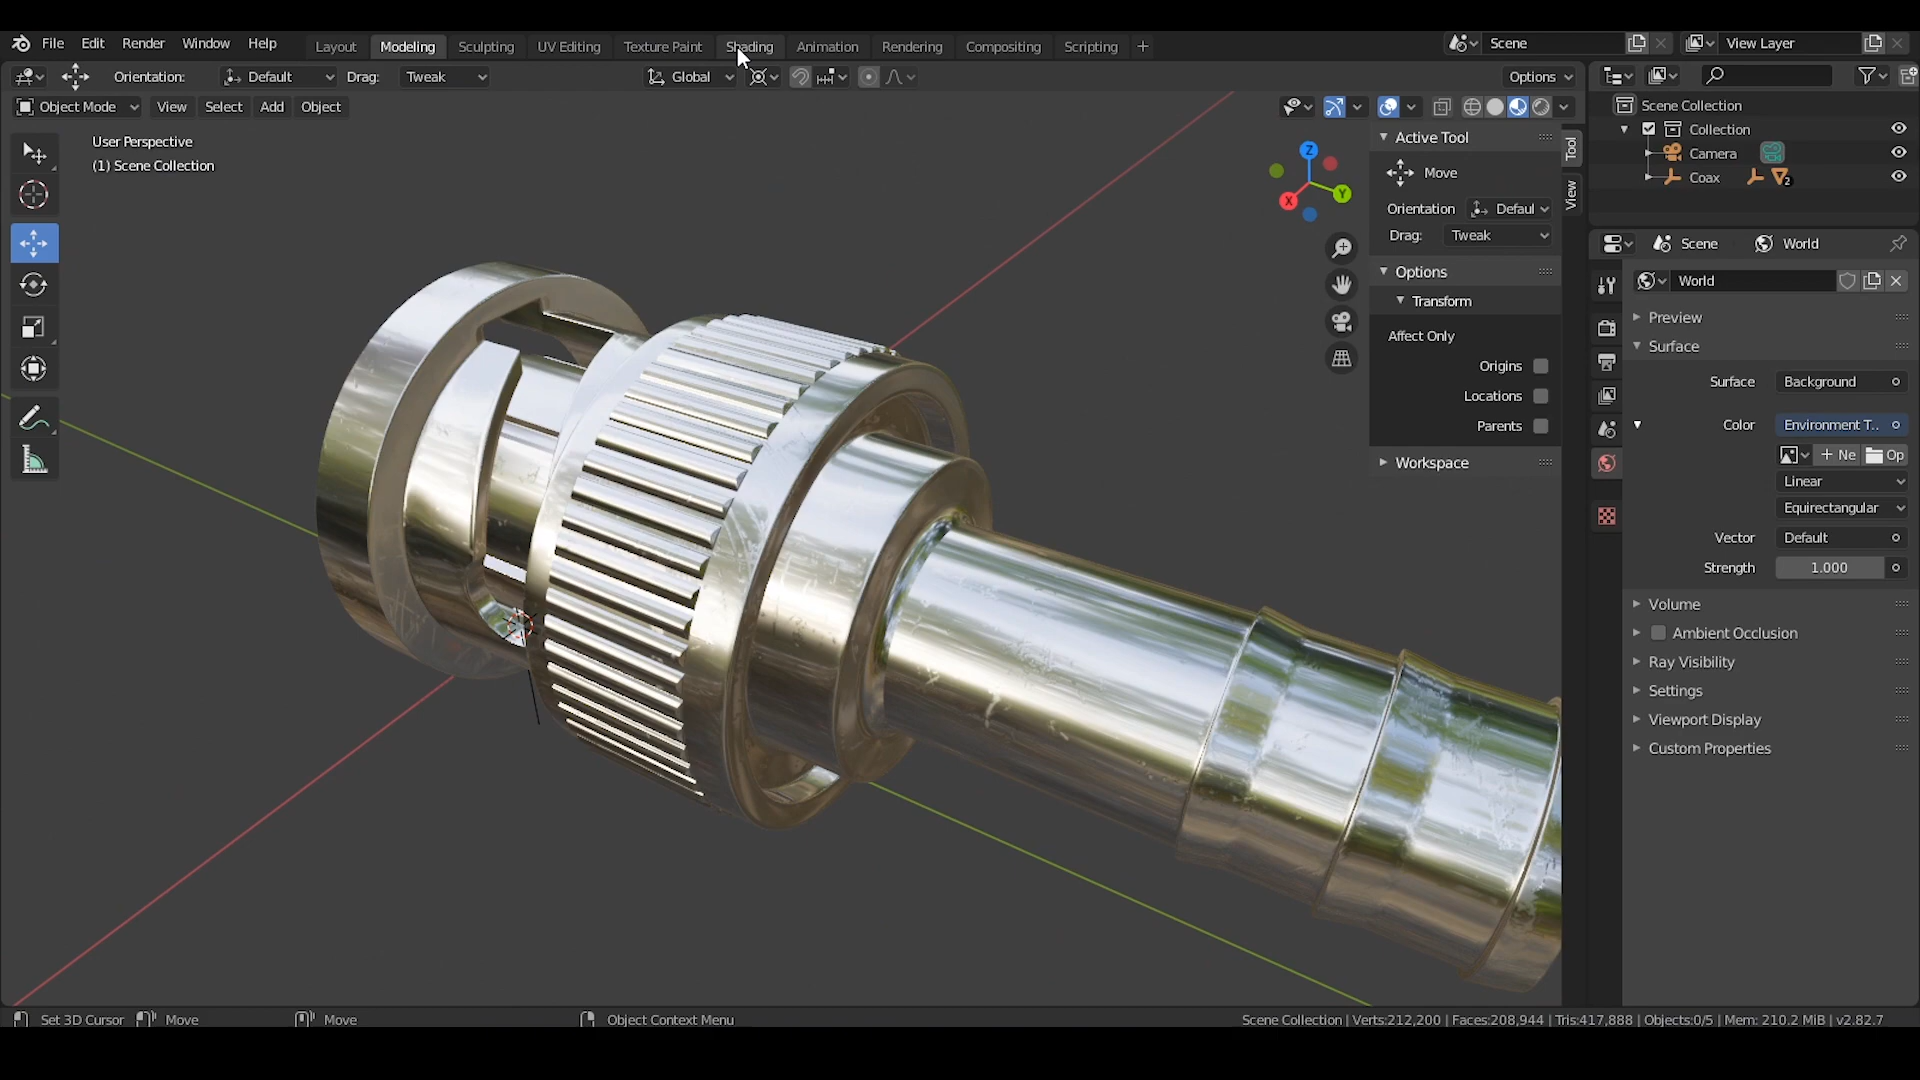 File Edit Render Window Help Layout Modeling Sculpting UV Editing Texture Paint Shading Animation Rendering Compositing Scripting + Scene View Layer
Orientation: Default Drag: Tweak Global Options
Object Mode View Select Add Object
User Perspective
(1) Scene Collection
Z
Y
X
Active Tool
Move
Orientation Defaul
Drag: Tweak
Options
Transform
Affect Only
Origins
Locations
Parents
Workspace
Tool
View
Scene Collection
Collection
Camera
Coax 2
Scene World
World
Preview
Surface
Surface Background
Color Environment T..
+ Ne Op
Linear
Equirectangular
Vector Default
Strength 1.000
Volume
Ambient Occlusion
Ray Visibility
Settings
Viewport Display
Custom Properties
Set 3D Cursor Move Move Object Context Menu Scene Collection | Verts:212,200 | Faces:208,944 | Tris:417,888 | Objects:0/5 | Mem: 210.2 MiB | v2.82.7